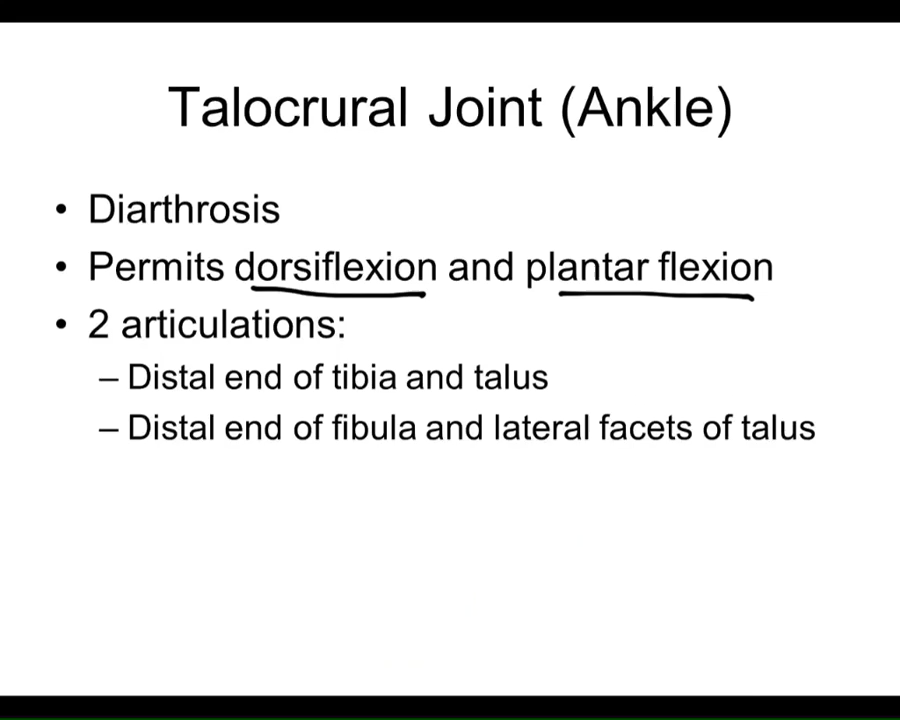 Talocrural Joint (Ankle)
• Diarthrosis
• Permits dorsiflexion and plantar flexion
• 2 articulations:
– Distal end of tibia and talus
– Distal end of fibula and lateral facets of talus